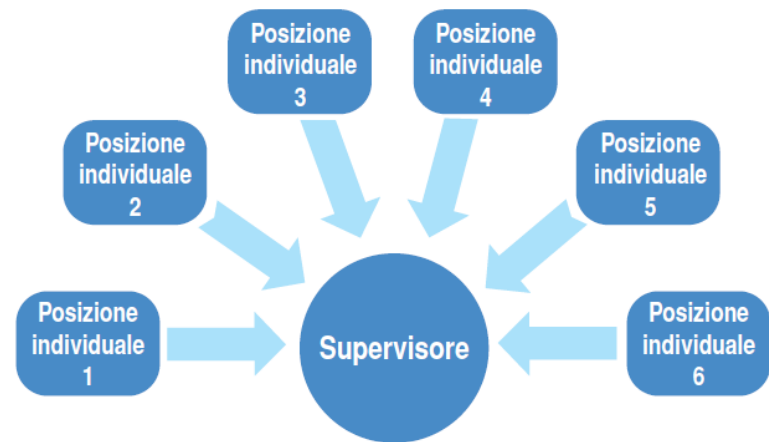 Posizione
individuale
1
Posizione
individuale
2
Posizione
individuale
3
Posizione
individuale
4
Posizione
individuale
5
Posizione
individuale
6
Supervisore